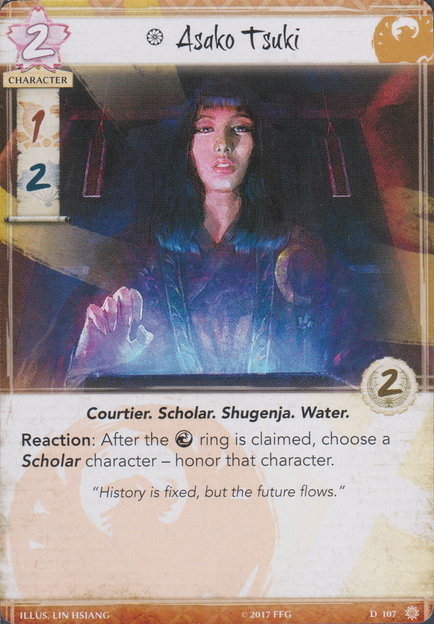 2
Asako Tsuki
CHARACTER
1
2
2
Courtier. Scholar. Shugenja. Water.
Reaction: After the ring is claimed, choose a
Scholar character – honor that character.
“History is fixed, but the future flows.”
ILLUS. LIN HSIANG © 2017 FFG D 107